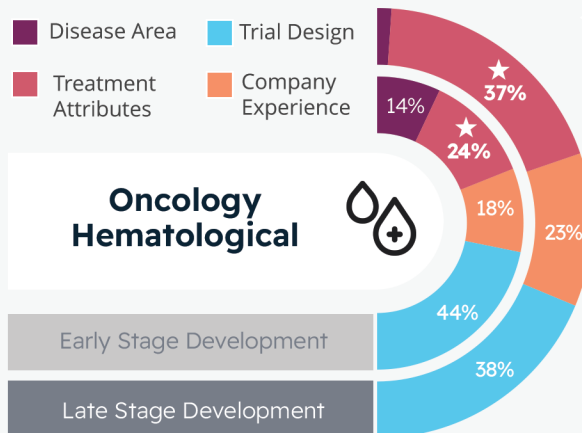 Disease Area
Trial Design
Treatment
Attributes
Company
Experience
37%
14%
24%
Oncology
Hematological
18%
23%
44%
Early Stage Development
38%
Late Stage Development